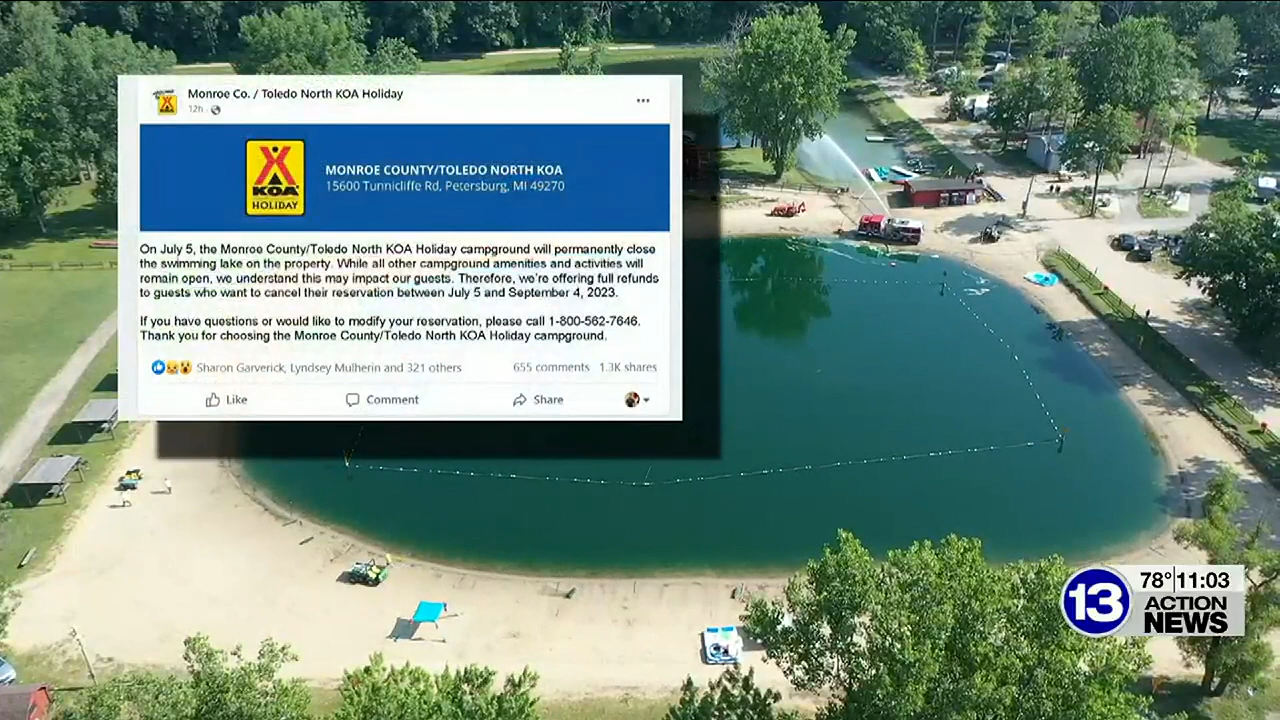 Monroe Co. / Toledo North KOA Holiday
12h
KOA
HOLIDAY
MONROE COUNTY/TOLEDO NORTH KOA
15600 Tunnicliffe Rd, Petersburg, MI 49270
On July 5, the Monroe County/Toledo North KOA Holiday campground will permanently close
the swimming lake on the property. While all other campground amenities and activities will
remain open, we understand this may impact our guests. Therefore, we're offering full refunds
to guests who want to cancel their reservation between July 5 and September 4, 2023.
If you have questions or would like to modify your reservation, please call 1-800-562-7646.
Thank you for choosing the Monroe County/Toledo North KOA Holiday campground.
Sharon Garverick, Lyndsey Mulherin and 321 others 655 comments 1.3K shares
Like Comment Share
13 78° 11:03
ACTION
NEWS